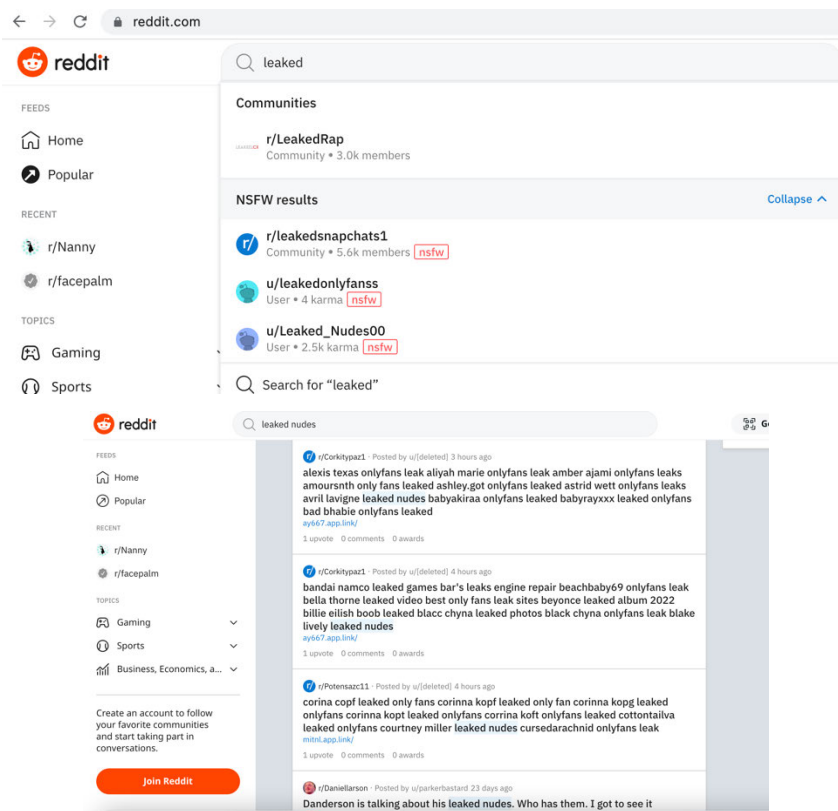 reddit.com
reddit
leaked
FEEDS
Home
Popular
RECENT
r/Nanny
r/facepalm
TOPICS
Gaming
Sports
Communities
r/LeakedRap
Community • 3.0k members
NSFW results
Collapse
r/leakedsnapchats1
Community • 5.6k members nsfw
u/leakedonlyfanss
User • 4 karma nsfw
u/Leaked_Nudes00
User • 2.5k karma nsfw
Search for “leaked”
reddit
leaked nudes
FEEDS
Home
Popular
RECENT
r/Nanny
r/facepalm
TOPICS
Gaming
Sports
Business, Economics, a...
Create an account to follow
your favorite communities
and start taking part in
conversations.
Join Reddit
r/Corkitypaz1 · Posted by u/[deleted] 3 hours ago
alexis texas onlyfans leak aliyah marie onlyfans leak amber ajami onlyfans leaks
amoursnth only fans leaked ashley.got onlyfans leaked astrid wett onlyfans leaks
avril lavigne leaked nudes babyakiraa onlyfans leaked babyrayxxx leaked onlyfans
bad bhabie onlyfans leaked
ay667.app.link/
1 upvote 0 comments 0 awards
r/Corkitypaz1 · Posted by u/[deleted] 4 hours ago
bandai namco leaked games bar's leaks engine repair beachbaby69 onlyfans leak
bella thorne leaked video best only fans leak sites beyonce leaked album 2022
billie eilish boob leaked blacc chyna leaked photos black chyna onlyfans leak blake
lively leaked nudes
ay667.app.link/
1 upvote 0 comments 0 awards
r/Potensazc11 · Posted by u/[deleted] 4 hours ago
corina copf leaked only fans corinna kopf leaked only fan corinna kopg leaked
onlyfans corinna kopt leaked onlyfans corrina koft onlyfans leaked cottontailva
leaked onlyfans courtney miller leaked nudes cursedarachnid onlyfans leak
mitnl.app.link/
1 upvote 0 comments 0 awards
r/Daniellarson · Posted by u/parkerbastard 23 days ago
Danderson is talking about his leaked nudes. Who has them. I got to see it